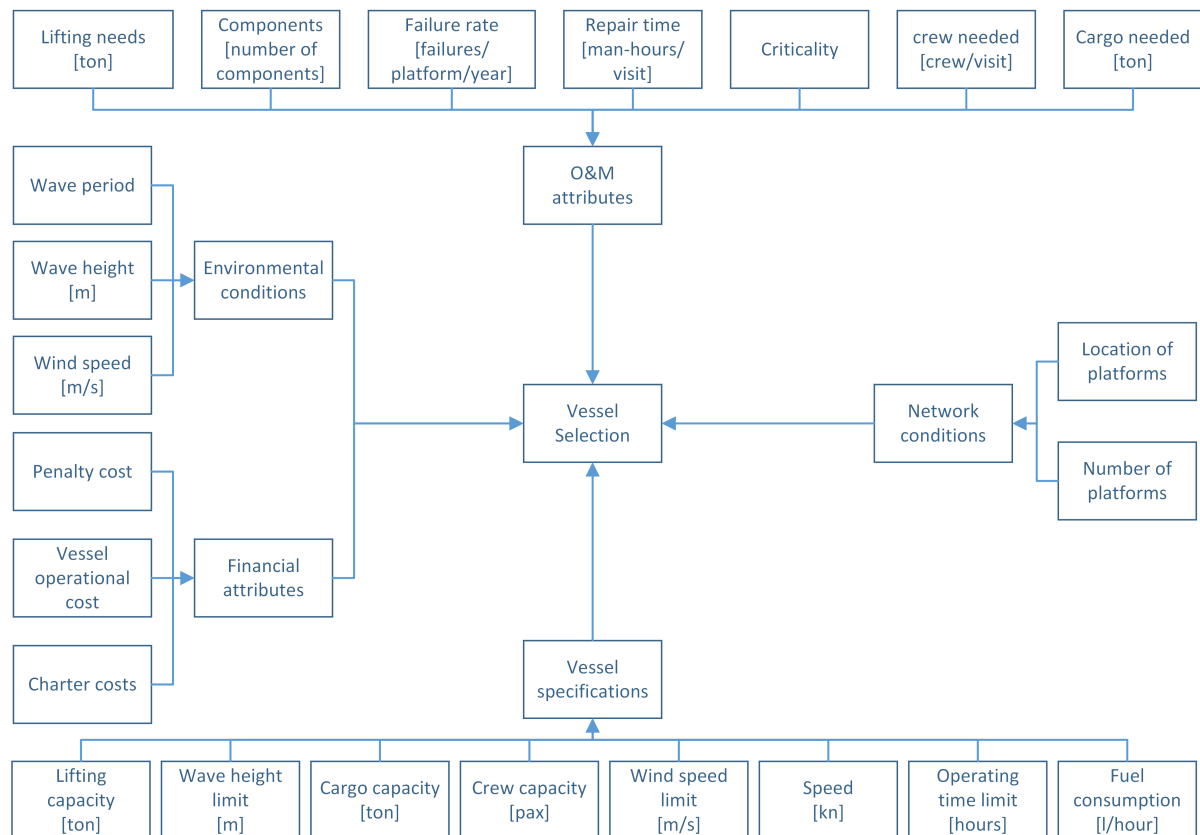 Lifting needs
[ton]
Components
[number of
components]
Failure rate
[failures/
platform/year]
Repair time
[man-hours/
visit]
Criticality
crew needed
[crew/visit]
Cargo needed
[ton]
O&M
attributes
Wave period
Wave height
[m]
Wind speed
[m/s]
Environmental
conditions
Penalty cost
Vessel
operational
cost
Charter costs
Financial
attributes
Vessel
Selection
Network
conditions
Location of
platforms
Number of
platforms
Vessel
specifications
Lifting
capacity
[ton]
Wave height
limit
[m]
Cargo capacity
[ton]
Crew capacity
[pax]
Wind speed
limit
[m/s]
Speed
[kn]
Operating
time limit
[hours]
Fuel
consumption
[l/hour]